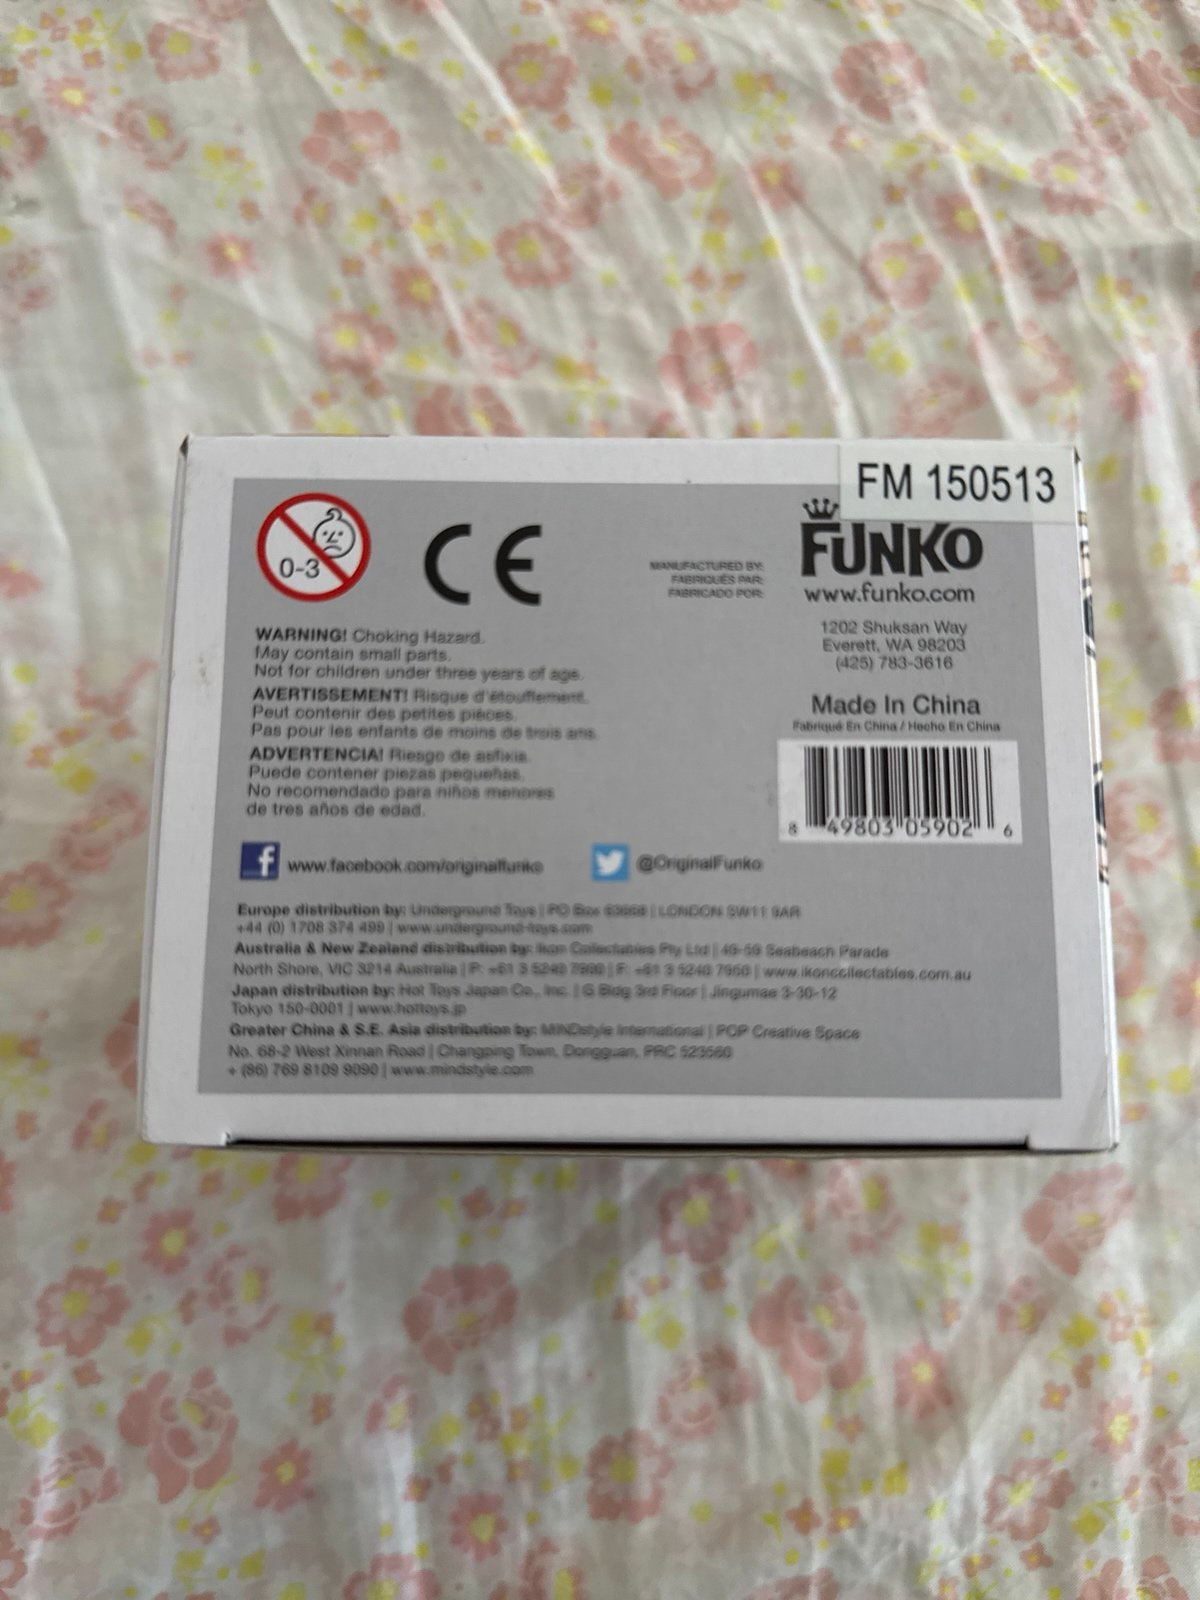 FM 150513
0-3
CE
MANUFACTURED BY:
FABRIQUÉS PAR:
FABRICADO POR:
FUNKO
www.funko.com
1202 Shuksan Way
Everett, WA 98203
(425) 783-3616
Made In China
Fabriqué En China / Hecho En China
8 49803 05902 6
WARNING! Choking Hazard.
May contain small parts.
Not for children under three years of age.
AVERTISSEMENT! Risque d'étouffement.
Peut contenir des petites pièces.
Pas pour les enfants de moins de trois ans.
ADVERTENCIA! Riesgo de asfixia.
Puede contener piezas pequeñas.
No recomendado para niños menores
de tres años de edad.
f www.facebook.com/originalfunko
@OriginalFunko
Europe distribution by: Underground Toys | PO Box | LONDON SW11 9AR
+44 (0) 1708 374 499 | www.underground-toys.com
Australia & New Zealand distribution by: Ikon Collectables Pty Ltd | 49-59 Seabeach Parade
North Shore, VIC 3214 Australia | P: +61 3 5240 | F: +61 3 5240 | www.ikoncollectables.com.au
Japan distribution by: Hot Toys Japan Co., Inc. | G Bldg 3rd Floor | Jingumae 3-30-12
Tokyo 150-0001 | www.hottoys.jp
Greater China & S.E. Asia distribution by: MINDstyle International | POP Creative Space
No. 68-2 West Xinnan Road | Changping Town, Dongguan, PRC 523560
+ (86) 769 8109 9090 | www.mindstyle.com